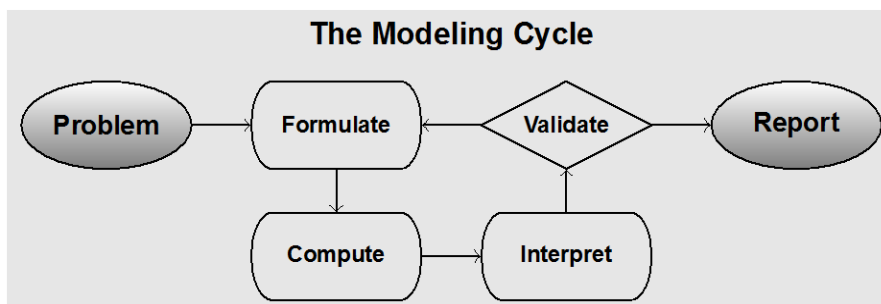 The Modeling Cycle
Problem
Formulate
Validate
Report
Compute
Interpret